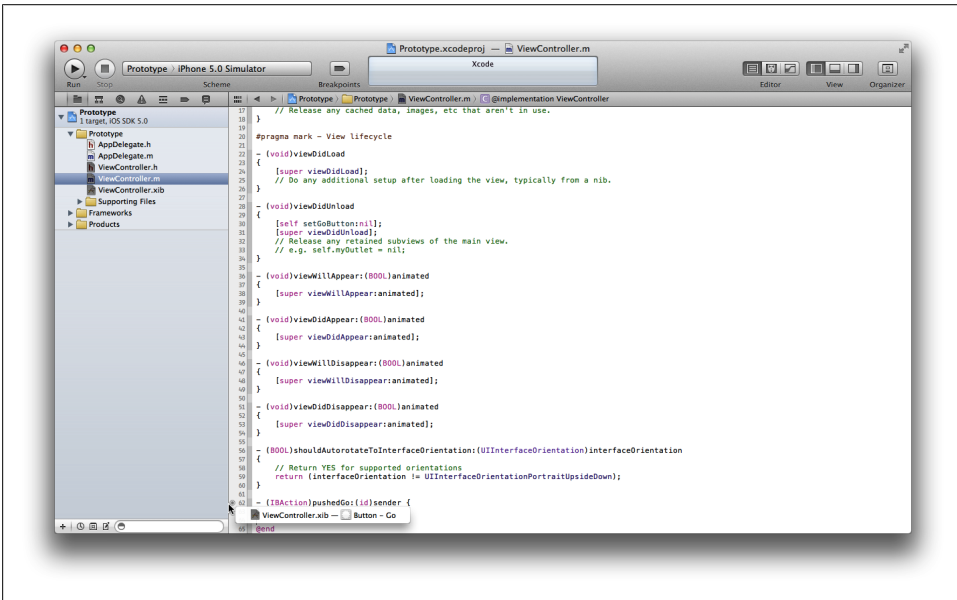 Prototype.xcodeproj — ViewController.m
Prototype 〉 iPhone 5.0 Simulator
Xcode
Run Stop Scheme Breakpoints Editor View Organizer
Prototype 〉 Prototype 〉 ViewController.m 〉 C @implementation ViewController
Prototype
1 target, iOS SDK 5.0
Prototype
h AppDelegate.h
m AppDelegate.m
h ViewController.h
m ViewController.m
ViewController.xib
Supporting Files
Frameworks
Products
17 // Release any cached data, images, etc that aren't in use.
18 }
19
20 #pragma mark - View lifecycle
21
22 - (void)viewDidLoad
23 {
24 [super viewDidLoad];
25 // Do any additional setup after loading the view, typically from a nib.
26 }
27
28 - (void)viewDidUnload
29 {
30 [self setGoButton:nil];
31 [super viewDidUnload];
32 // Release any retained subviews of the main view.
33 // e.g. self.myOutlet = nil;
34 }
35
36 - (void)viewWillAppear:(BOOL)animated
37 {
38 [super viewWillAppear:animated];
39 }
40
41 - (void)viewDidAppear:(BOOL)animated
42 {
43 [super viewDidAppear:animated];
44 }
45
46 - (void)viewWillDisappear:(BOOL)animated
47 {
48 [super viewWillDisappear:animated];
49 }
50
51 - (void)viewDidDisappear:(BOOL)animated
52 {
53 [super viewDidDisappear:animated];
54 }
55
56 - (BOOL)shouldAutorotateToInterfaceOrientation:(UIInterfaceOrientation)interfaceOrientation
57 {
58 // Return YES for supported orientations
59 return (interfaceOrientation != UIInterfaceOrientationPortraitUpsideDown);
60 }
61
62 - (IBAction)pushedGo:(id)sender {
ViewController.xib — Button - Go
65 @end